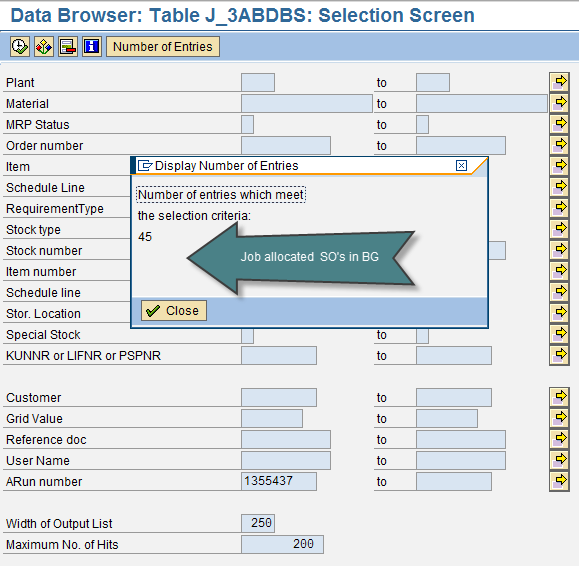 Data Browser: Table J_3ABDBS: Selection Screen
Number of Entries
Plant to
Material to
MRP Status to
Order number to
Item
Display Number of Entries
Schedule Line
Number of entries which meet
RequirementType
the selection criteria:
Stock type
45
Stock number
Job allocated SO's in BG
Item number
Schedule line
Stor. Location
Close
Special Stock to
KUNNR or LIFNR or PSPNR to
Customer to
Grid Value to
Reference doc to
User Name to
ARun number 1355437 to
Width of Output List 250
Maximum No. of Hits 200